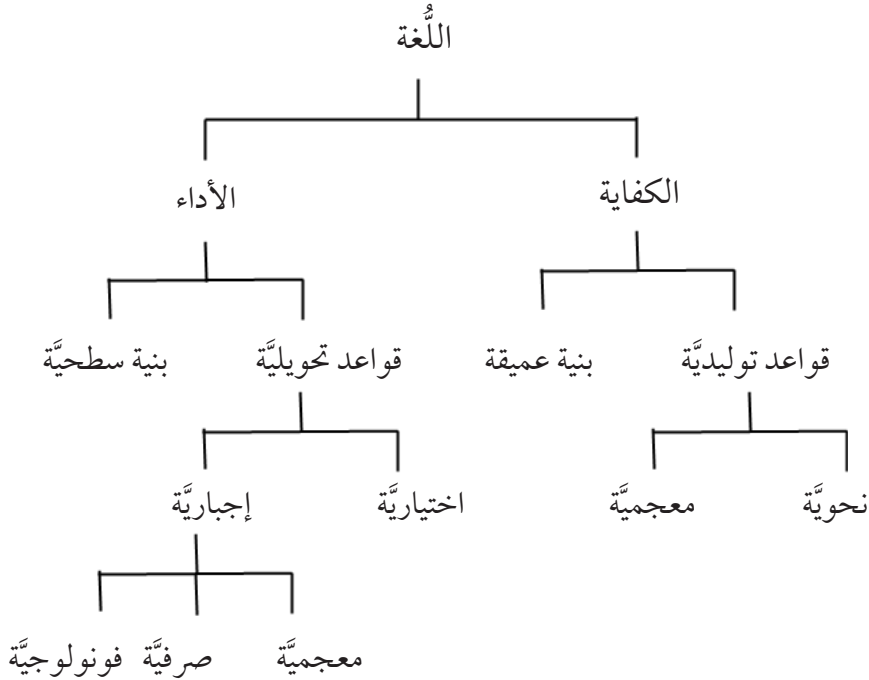 اللُّغة
الكفاية الأداء
قواعد توليديَّة بنية عميقة قواعد تحويليَّة بنية سطحيَّة
نحويَّة معجميَّة اختياريَّة إجباريَّة
معجميَّة صرفيَّة فونولوجيَّة